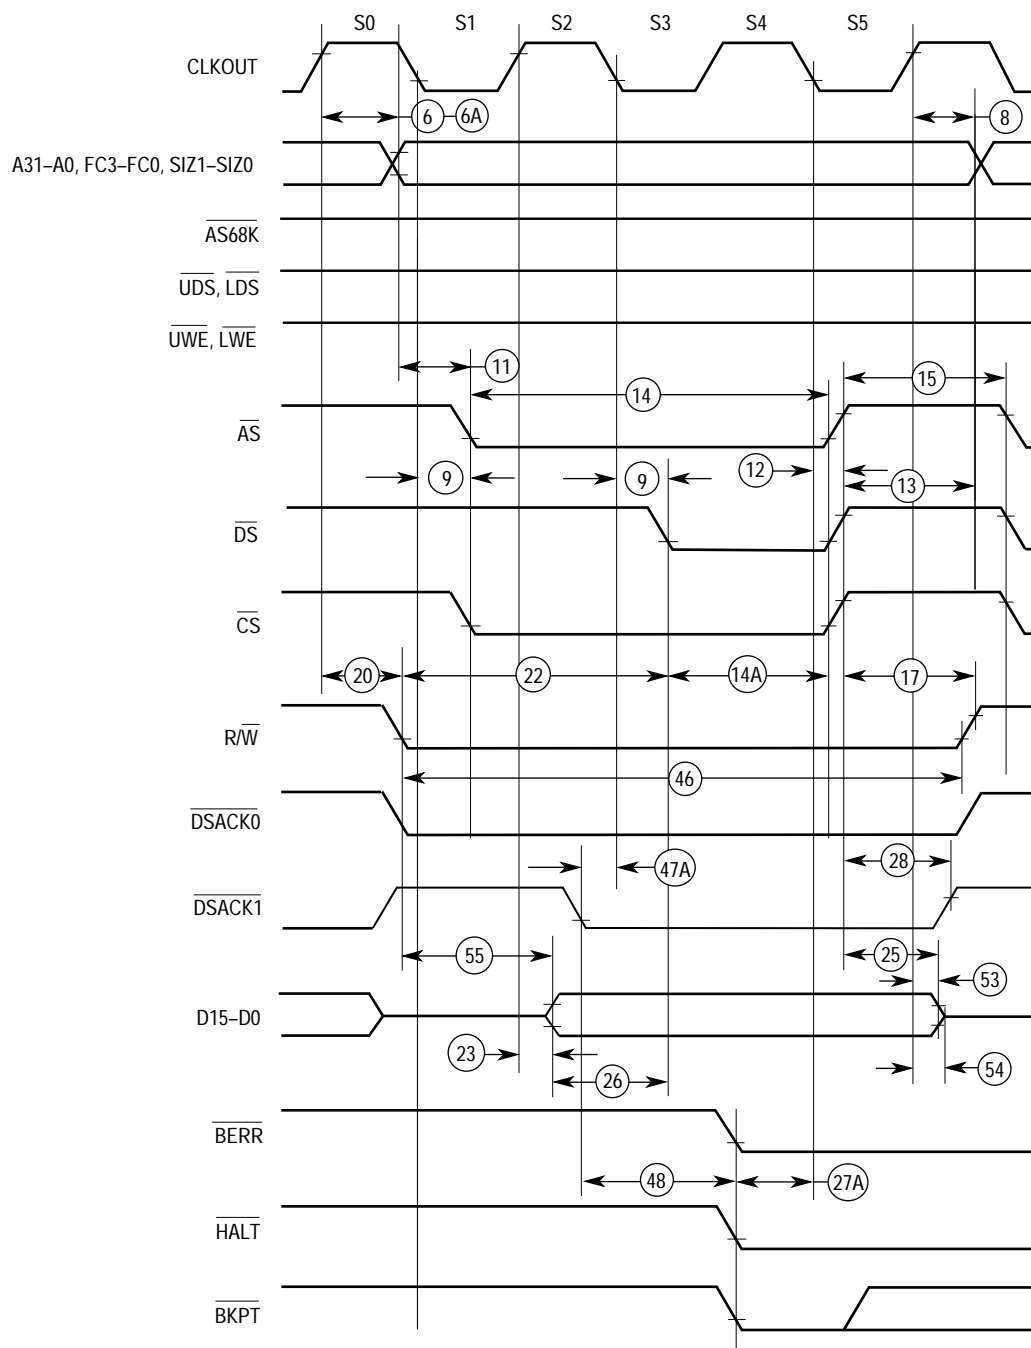 S0 S1 S2 S3 S4 S5
CLKOUT
6 6A 8
A31–A0, FC3–FC0, SIZ1–SIZ0
AS68K
UDS, LDS
UWE, LWE
11 15
14
AS
9 9 12 13
DS
CS
20 22 14A 17
R/W
46
DSACK0
47A 28
DSACK1
55 25
53
D15–D0
23 26 54
BERR
48 27A
HALT
BKPT